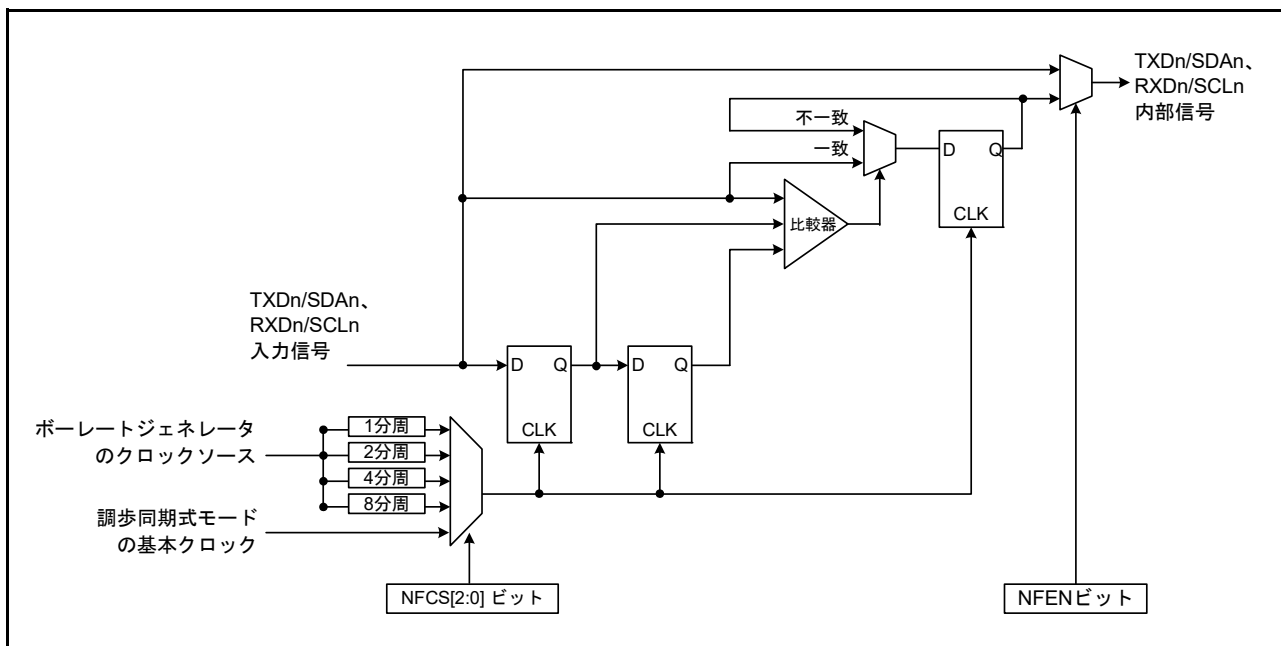 TXDn/SDAn、
RXDn/SCLn
内部信号
不一致
一致
D
Q
CLK
比較器
TXDn/SDAn、
RXDn/SCLn
入力信号
D
Q
CLK
D
Q
CLK
ボーレートジェネレータ
のクロックソース
1分周
2分周
4分周
8分周
調歩同期式モード
の基本クロック
NFCS[2:0] ビット
NFENビット